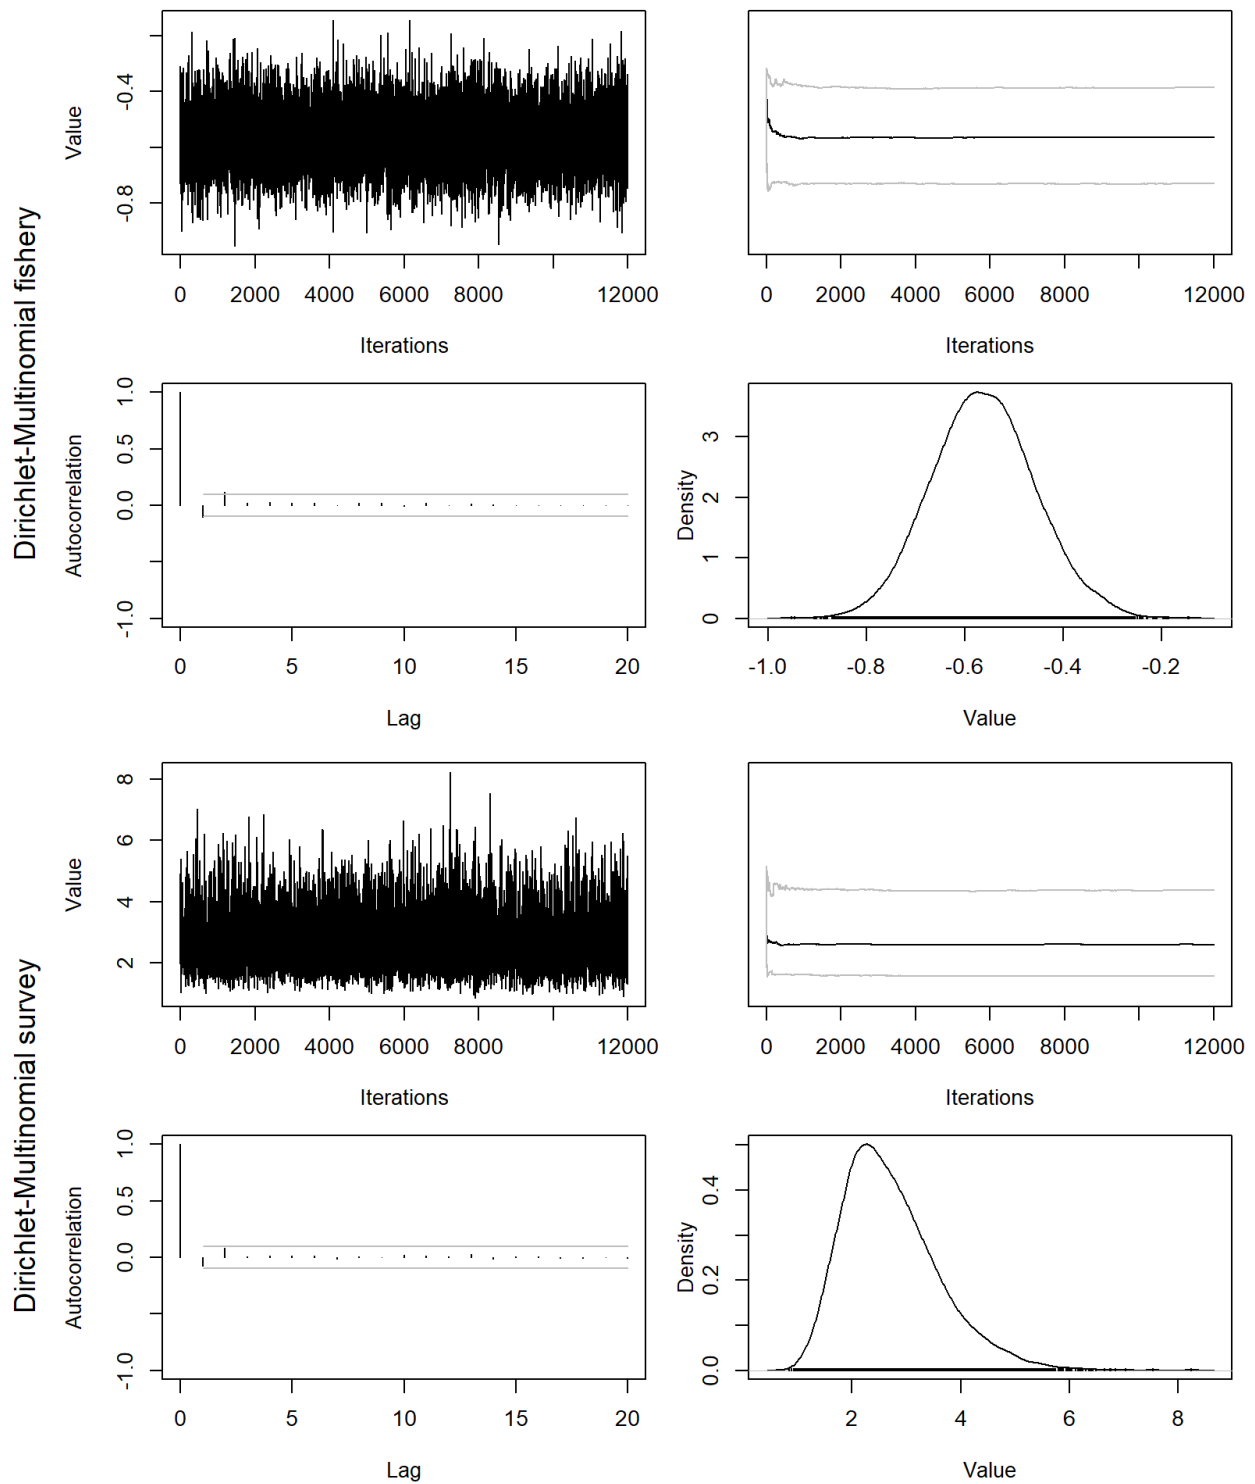 Dirichlet-Multinomial fishery
Value
-0.4
-0.8
0 2000 4000 6000 8000 12000
Iterations
0 2000 4000 6000 8000 12000
Iterations
Autocorrelation
1.0
0.5
0.0
-1.0
0 5 10 15 20
Lag
Density
3
2
1
0
-1.0 -0.8 -0.6 -0.4 -0.2
Value
Dirichlet-Multinomial survey
Value
8
6
4
2
0 2000 4000 6000 8000 12000
Iterations
0 2000 4000 6000 8000 12000
Iterations
Autocorrelation
1.0
0.5
0.0
-1.0
0 5 10 15 20
Lag
Density
0.4
0.2
0.0
2 4 6 8
Value